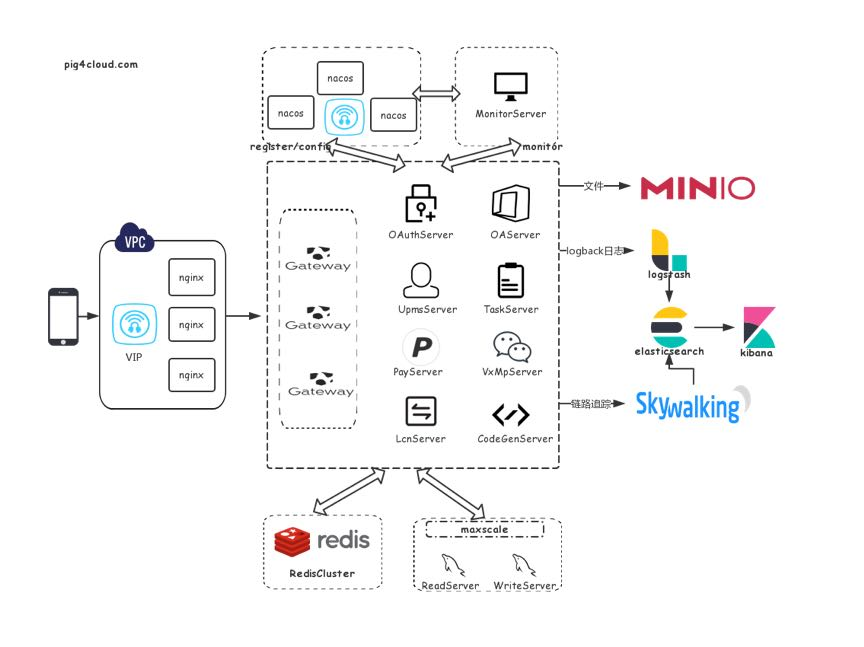 pig4cloud.com
nacos
nacos
nacos
register/config
MonitorServer
monitor
VPC
nginx
nginx
nginx
VIP
Gateway
Gateway
Gateway
OAuthServer
OAServer
UpmsServer
TaskServer
PayServer
VxMpServer
LcnServer
CodeGenServer
文件
MINIO
logback日志
logstash
elasticsearch
kibana
链路追踪
Skywalking
redis
RedisCluster
maxscale
ReadServer
WriteServer